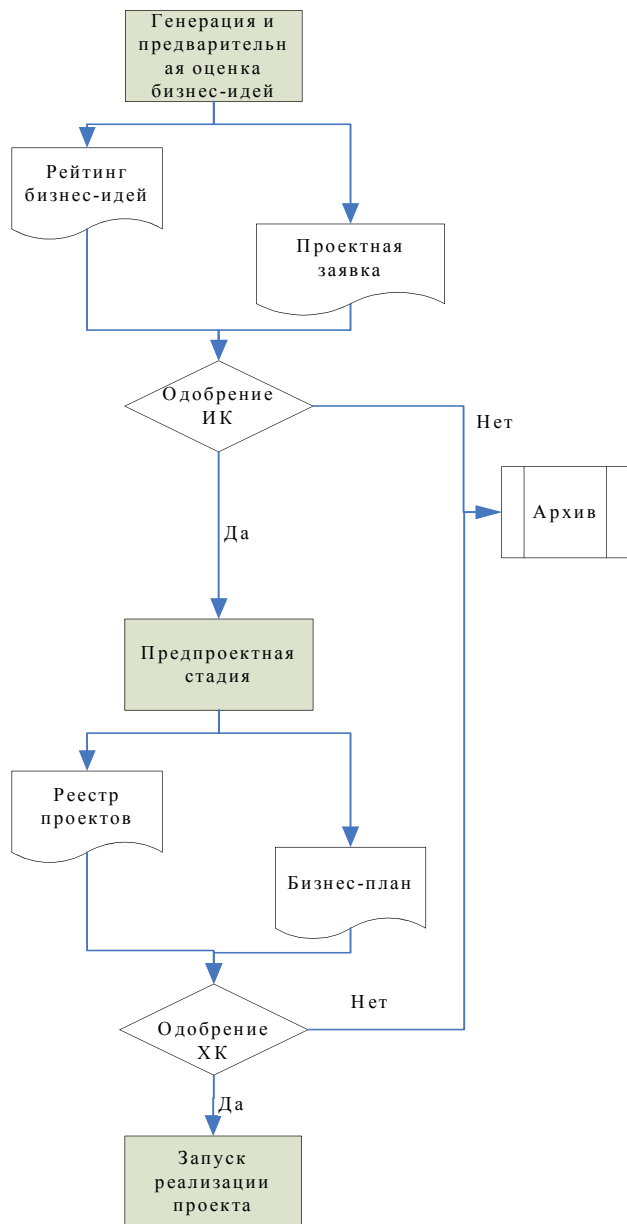 Генерация и
предварительн
ая оценка
бизнес-идей
Рейтинг
бизнес-идей
Проектная
заявка
Одобрение
ИК
Нет
Архив
Да
Предпроектная
стадия
Реестр
проектов
Бизнес-план
Нет
Одобрение
ХК
Да
Запуск
реализации
проекта